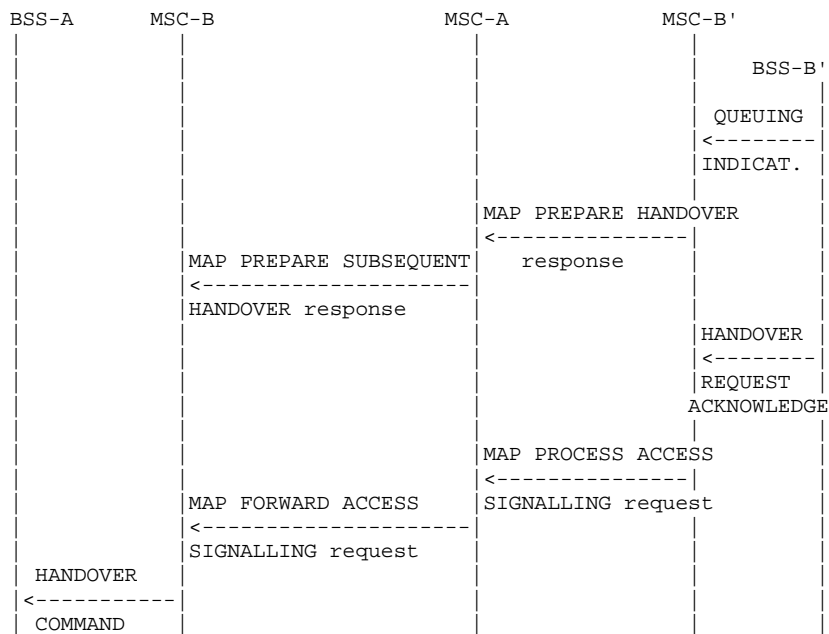 BSS-A MSC-B MSC-A MSC-B'
BSS-B'
QUEUING
INDICAT.
MAP PREPARE HANDOVER
MAP PREPARE SUBSEQUENT response
HANDOVER response
HANDOVER
REQUEST
ACKNOWLEDGE
MAP PROCESS ACCESS
MAP FORWARD ACCESS SIGNALLING request
SIGNALLING request
HANDOVER
COMMAND